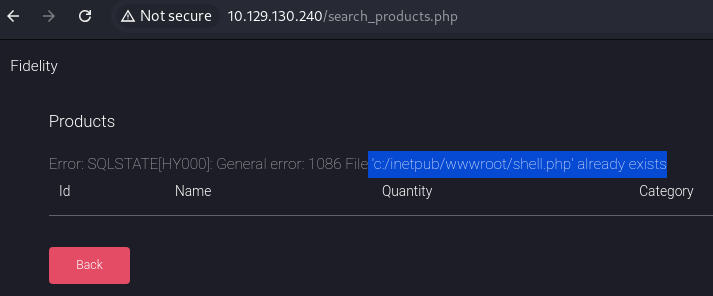 Not secure 10.129.130.240/search_products.php
Fidelity
Products
Error: SQLSTATE[HY000]: General error: 1086 File 'c:/inetpub/wwwroot/shell.php' already exists
Id Name Quantity Category
Back